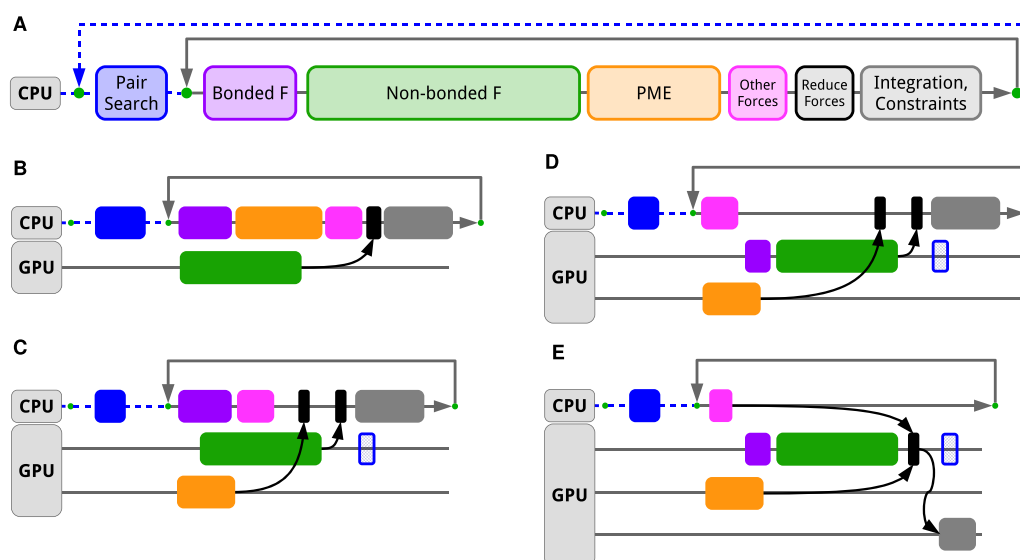 A
CPU
Pair
Search
Bonded F
Non-bonded F
PME
Other
Forces
Reduce
Forces
Integration,
Constraints
B
CPU
GPU
C
CPU
GPU
D
CPU
GPU
E
CPU
GPU